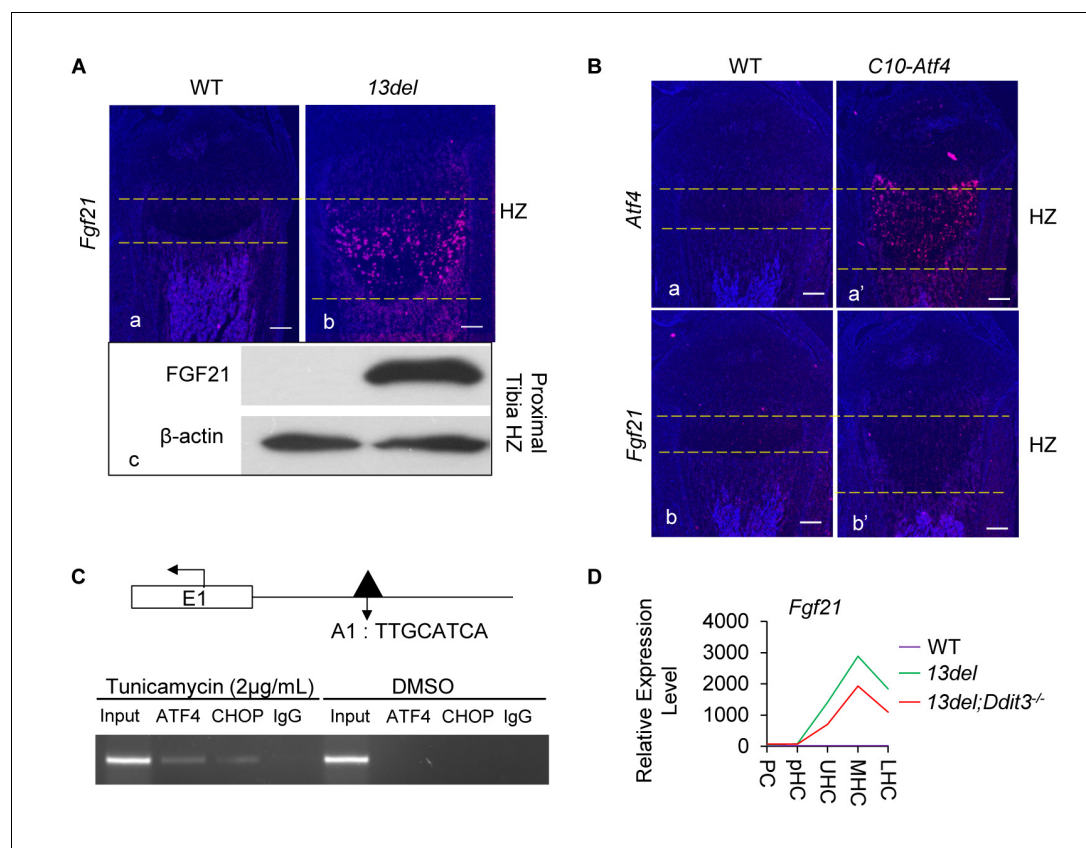 A
WT
13del
Fgf21
HZ
a
b
FGF21
β-actin
c
Proximal
Tibia HZ
B
WT
C10-Atf4
Atf4
HZ
a
a’
Fgf21
HZ
b
b’
C
E1
A1 : TTGCATCA
Tunicamycin (2μg/mL)
DMSO
Input
ATF4
CHOP
IgG
Input
ATF4
CHOP
IgG
D
Fgf21
Relative Expression
Level
4000
3000
2000
1000
0
PC
pHC
UHC
MHC
LHC
WT
13del
13del;Ddit3-/-